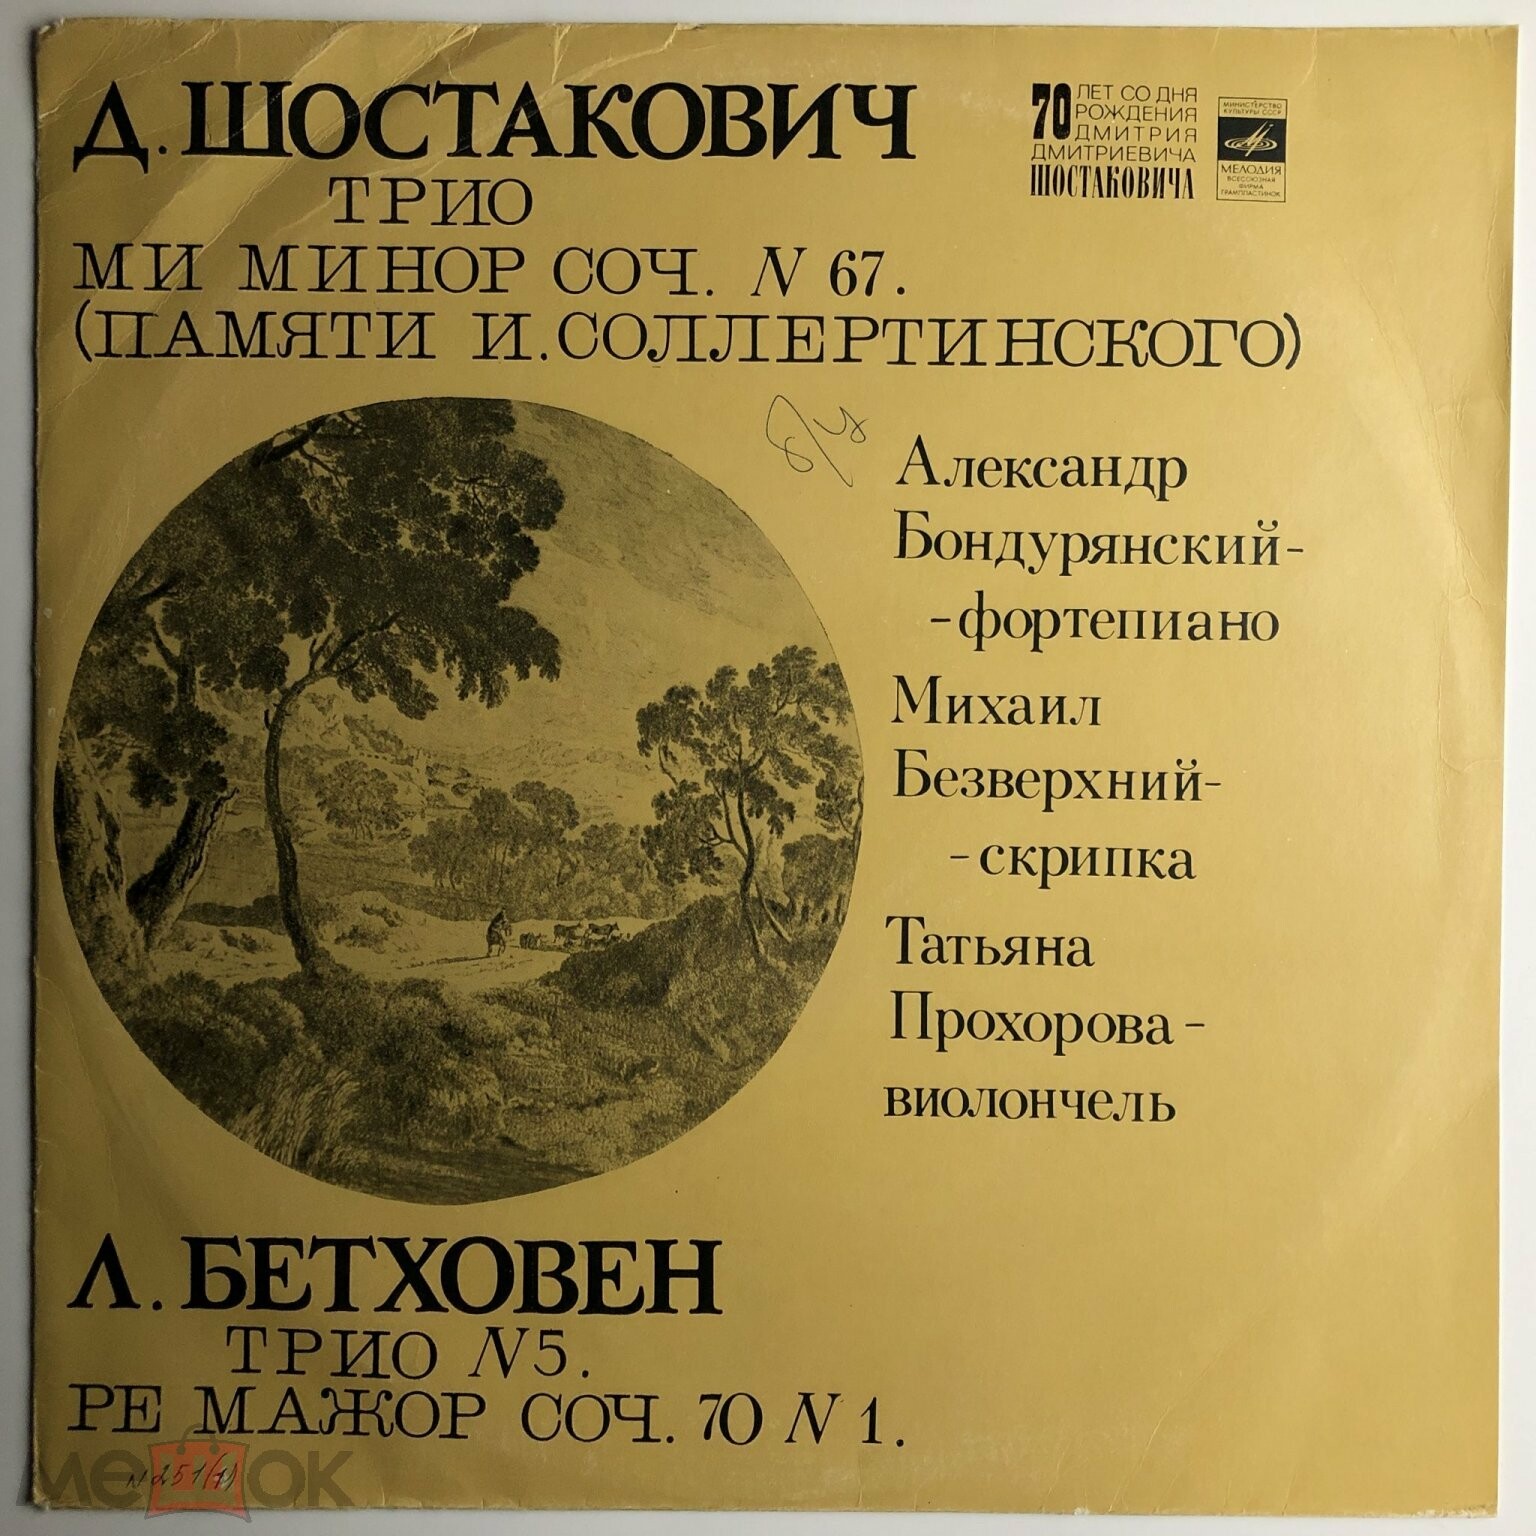 Д. ШОСТАКОВИЧ
ТРИО
МИ МИНОР СОЧ. N 67.
(ПАМЯТИ И. СОЛЛЕРТИНСКОГО)
70 ЛЕТ СО ДНЯ
РОЖДЕНИЯ
ДМИТРИЯ
ДМИТРИЕВИЧА
ШОСТАКОВИЧА
МИНИСТЕРСТВО
КУЛЬТУРЫ СССР
МЕЛОДИЯ
ВСЕСОЮЗНАЯ
ФИРМА
ГРАМПЛАСТИНОК
б/у
Александр
Бондурянский-
-фортепиано
Михаил
Безверхний-
-скрипка
Татьяна
Прохорова-
виолончель
Л. БЕТХОВЕН
ТРИО N5.
РЕ МАЖОР СОЧ. 70 N 1.
мешок